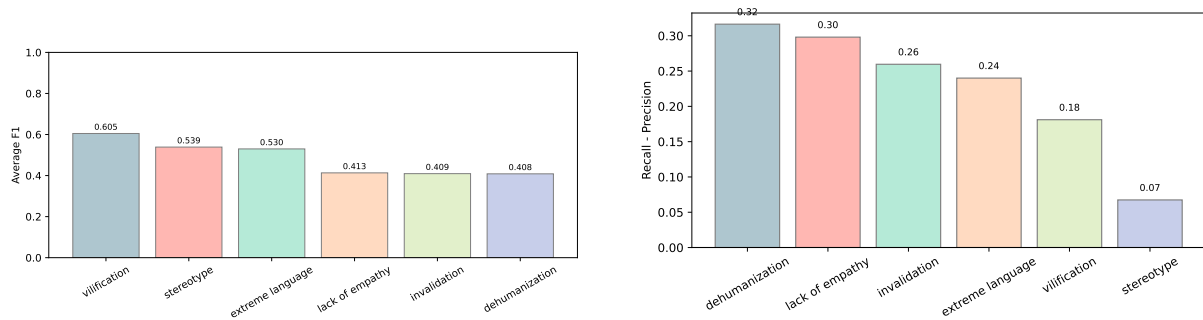 Average F1
1.0
0.8
0.6
0.4
0.2
0.0
0.605
0.539
0.530
0.413
0.409
0.408
vilification
stereotype
extreme language
lack of empathy
invalidation
dehumanization
Recall - Precision
0.30
0.25
0.20
0.15
0.10
0.05
0.00
0.32
0.30
0.26
0.24
0.18
0.07
dehumanization
lack of empathy
invalidation
extreme language
vilification
stereotype